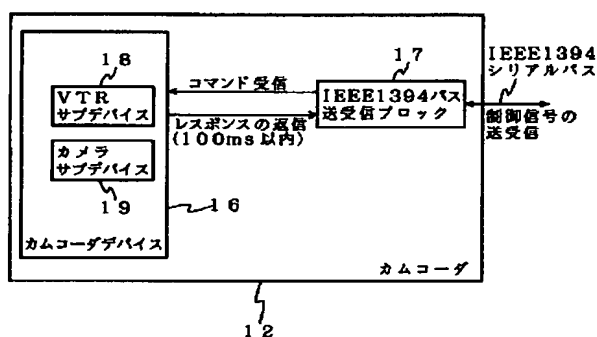 18
VTR
サブデバイス
カメラ
サブデバイス
19
カムコーダデバイス
16
コマンド受信
レスポンスの返信
(100ms以内)
17
IEEE1394バス
送受信ブロック
IEEE1394
シリアルバス
制御信号の
送受信
カムコーダ
12